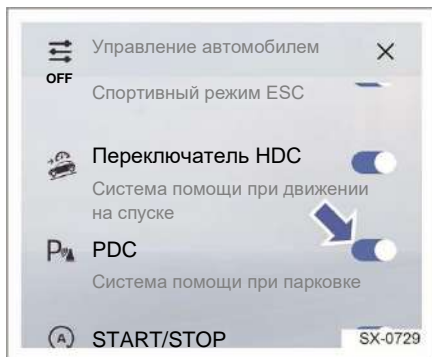 Управление автомобилем
OFF
Спортивный режим ESC
Переключатель HDC
Система помощи при движении
на спуске
P PDC
Система помощи при парковке
A START/STOP
SX-0729